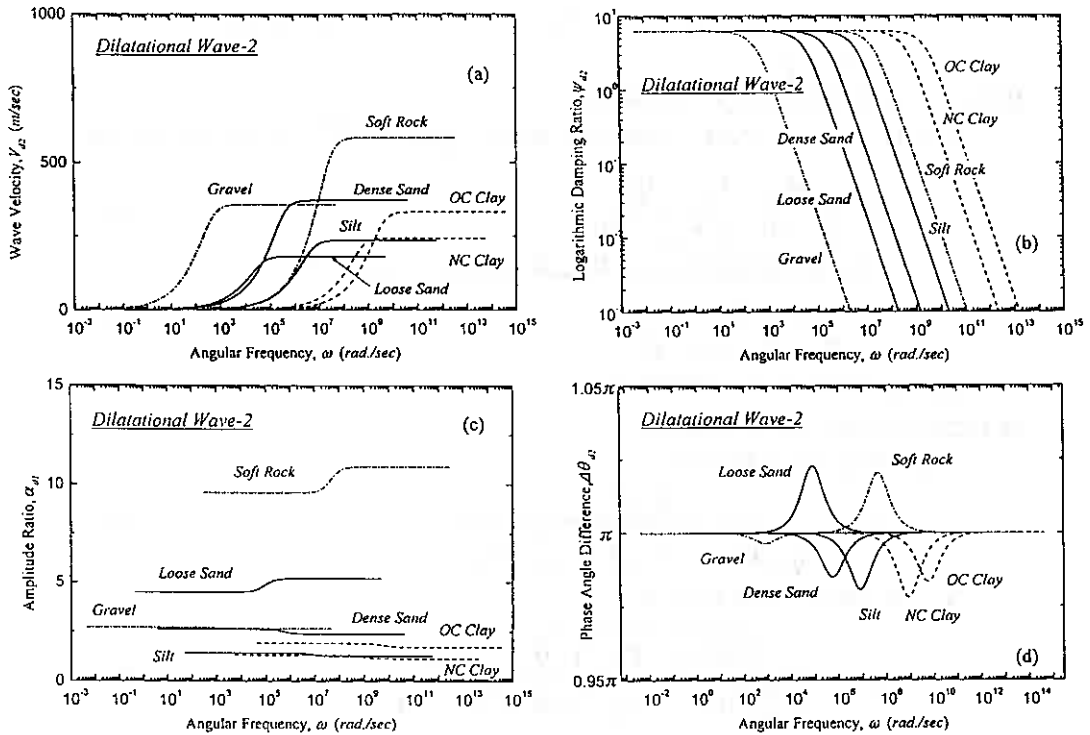 1000
500
0
Wave Velocity, V_d2 (m/sec)
Dilatational Wave-2
(a)
Soft Rock
Gravel
Dense Sand
OC Clay
Silt
NC Clay
Loose Sand
10^-3 10^-1 10^1 10^3 10^5 10^7 10^9 10^11 10^13 10^15
Angular Frequency, ω (rad./sec)
10^1
10^0
10^-
10^-
10^-
Logarithmic Damping Ratio, Ψ_d2
Dilatational Wave-2
OC Clay
NC Clay
Dense Sand
Soft Rock
Loose Sand
Silt
(b)
Gravel
10^-3 10^-1 10^1 10^3 10^5 10^7 10^9 10^11 10^13 10^15
Angular Frequency, ω (rad./sec)
15
10
5
0
Amplitude Ratio, α_d1
Dilatational Wave-2
(c)
Soft Rock
Loose Sand
Gravel
Dense Sand
OC Clay
Silt
NC Clay
10^-3 10^-1 10^1 10^3 10^5 10^7 10^9 10^11 10^13 10^15
Angular Frequency, ω (rad./sec)
1.05π
π
0.95π
Phase Angle Difference, Δθ_d2
Dilatational Wave-2
Loose Sand
Soft Rock
Gravel
OC Clay
Dense Sand
Silt
NC Clay
(d)
10^-2 10^0 10^2 10^4 10^6 10^8 10^10 10^12 10^14
Angular Frequency, ω (rad./sec)